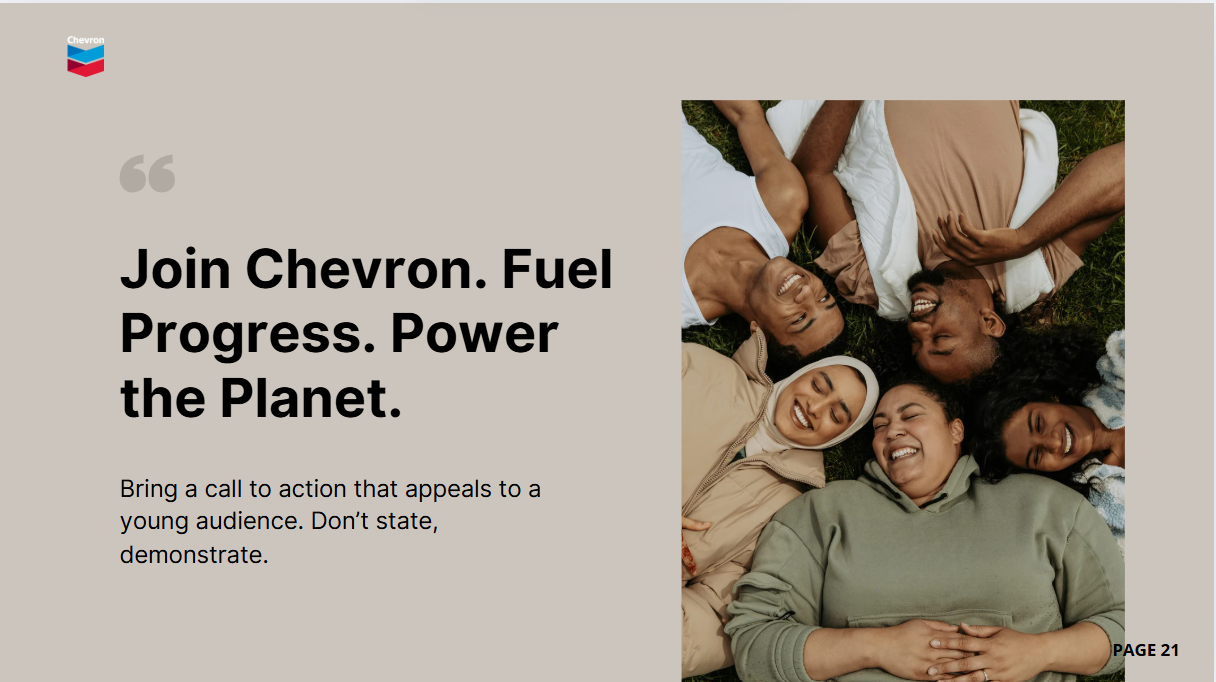 Chevron
“
Join Chevron. Fuel
Progress. Power
the Planet.
Bring a call to action that appeals to a
young audience. Don’t state,
demonstrate.
PAGE 21